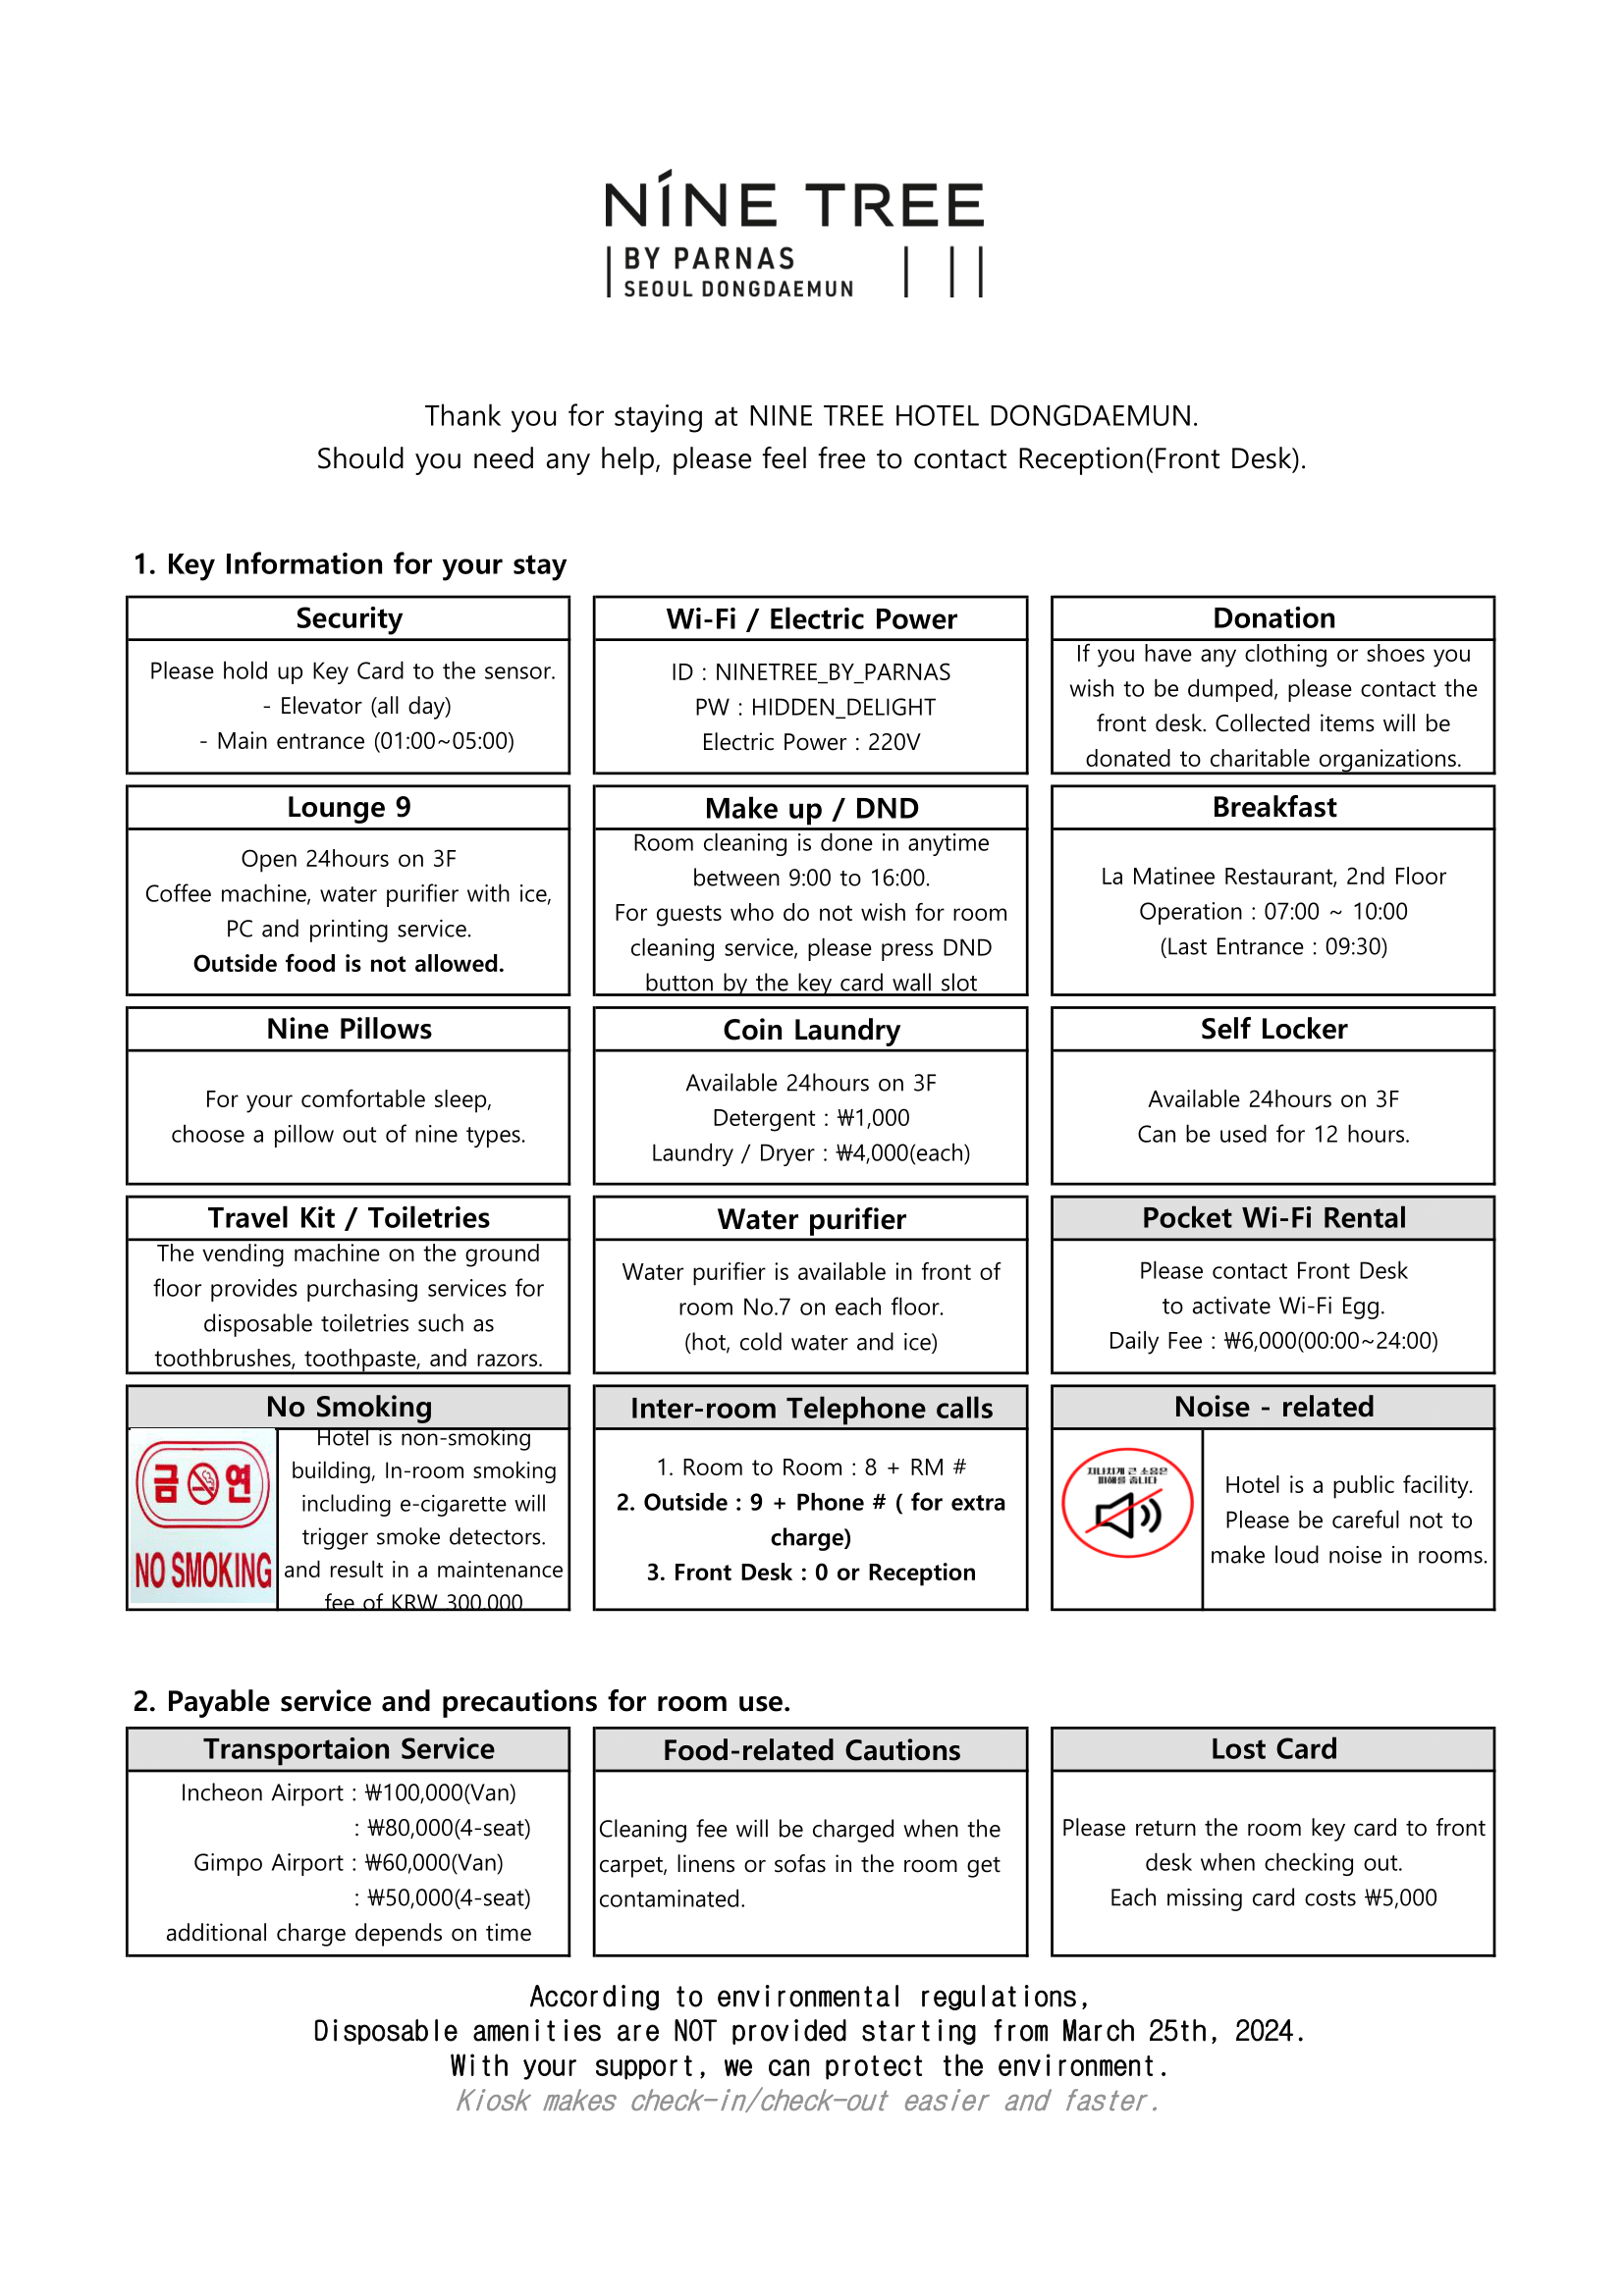 NÍNE TREE
BY PARNAS
SEOUL DONGDAEMUN
Thank you for staying at NINE TREE HOTEL DONGDAEMUN.
Should you need any help, please feel free to contact Reception(Front Desk).
1. Key Information for your stay
Security
Please hold up Key Card to the sensor.
- Elevator (all day)
- Main entrance (01:00~05:00)
Wi-Fi / Electric Power
ID : NINETREE_BY_PARNAS
PW : HIDDEN_DELIGHT
Electric Power : 220V
Donation
If you have any clothing or shoes you
wish to be dumped, please contact the
front desk. Collected items will be
donated to charitable organizations.
Lounge 9
Open 24hours on 3F
Coffee machine, water purifier with ice,
PC and printing service.
Outside food is not allowed.
Make up / DND
Room cleaning is done in anytime
between 9:00 to 16:00.
For guests who do not wish for room
cleaning service, please press DND
button by the key card wall slot
Breakfast
La Matinee Restaurant, 2nd Floor
Operation : 07:00 ~ 10:00
(Last Entrance : 09:30)
Nine Pillows
For your comfortable sleep,
choose a pillow out of nine types.
Coin Laundry
Available 24hours on 3F
Detergent : ₩1,000
Laundry / Dryer : ₩4,000(each)
Self Locker
Available 24hours on 3F
Can be used for 12 hours.
Travel Kit / Toiletries
The vending machine on the ground
floor provides purchasing services for
disposable toiletries such as
toothbrushes, toothpaste, and razors.
Water purifier
Water purifier is available in front of
room No.7 on each floor.
(hot, cold water and ice)
Pocket Wi-Fi Rental
Please contact Front Desk
to activate Wi-Fi Egg.
Daily Fee : ₩6,000(00:00~24:00)
No Smoking
금 연
NO SMOKING
Hotel is non-smoking
building, In-room smoking
including e-cigarette will
trigger smoke detectors.
and result in a maintenance
fee of KRW 300,000
Inter-room Telephone calls
1. Room to Room : 8 + RM #
2. Outside : 9 + Phone # ( for extra
charge)
3. Front Desk : 0 or Reception
Noise - related
지나치게 큰 소음은
피해를 줍니다
Hotel is a public facility.
Please be careful not to
make loud noise in rooms.
2. Payable service and precautions for room use.
Transportaion Service
Incheon Airport : ₩100,000(Van)
: ₩80,000(4-seat)
Gimpo Airport : ₩60,000(Van)
: ₩50,000(4-seat)
additional charge depends on time
Food-related Cautions
Cleaning fee will be charged when the
carpet, linens or sofas in the room get
contaminated.
Lost Card
Please return the room key card to front
desk when checking out.
Each missing card costs ₩5,000
According to environmental regulations,
Disposable amenities are NOT provided starting from March 25th, 2024.
With your support, we can protect the environment.
Kiosk makes check-in/check-out easier and faster.